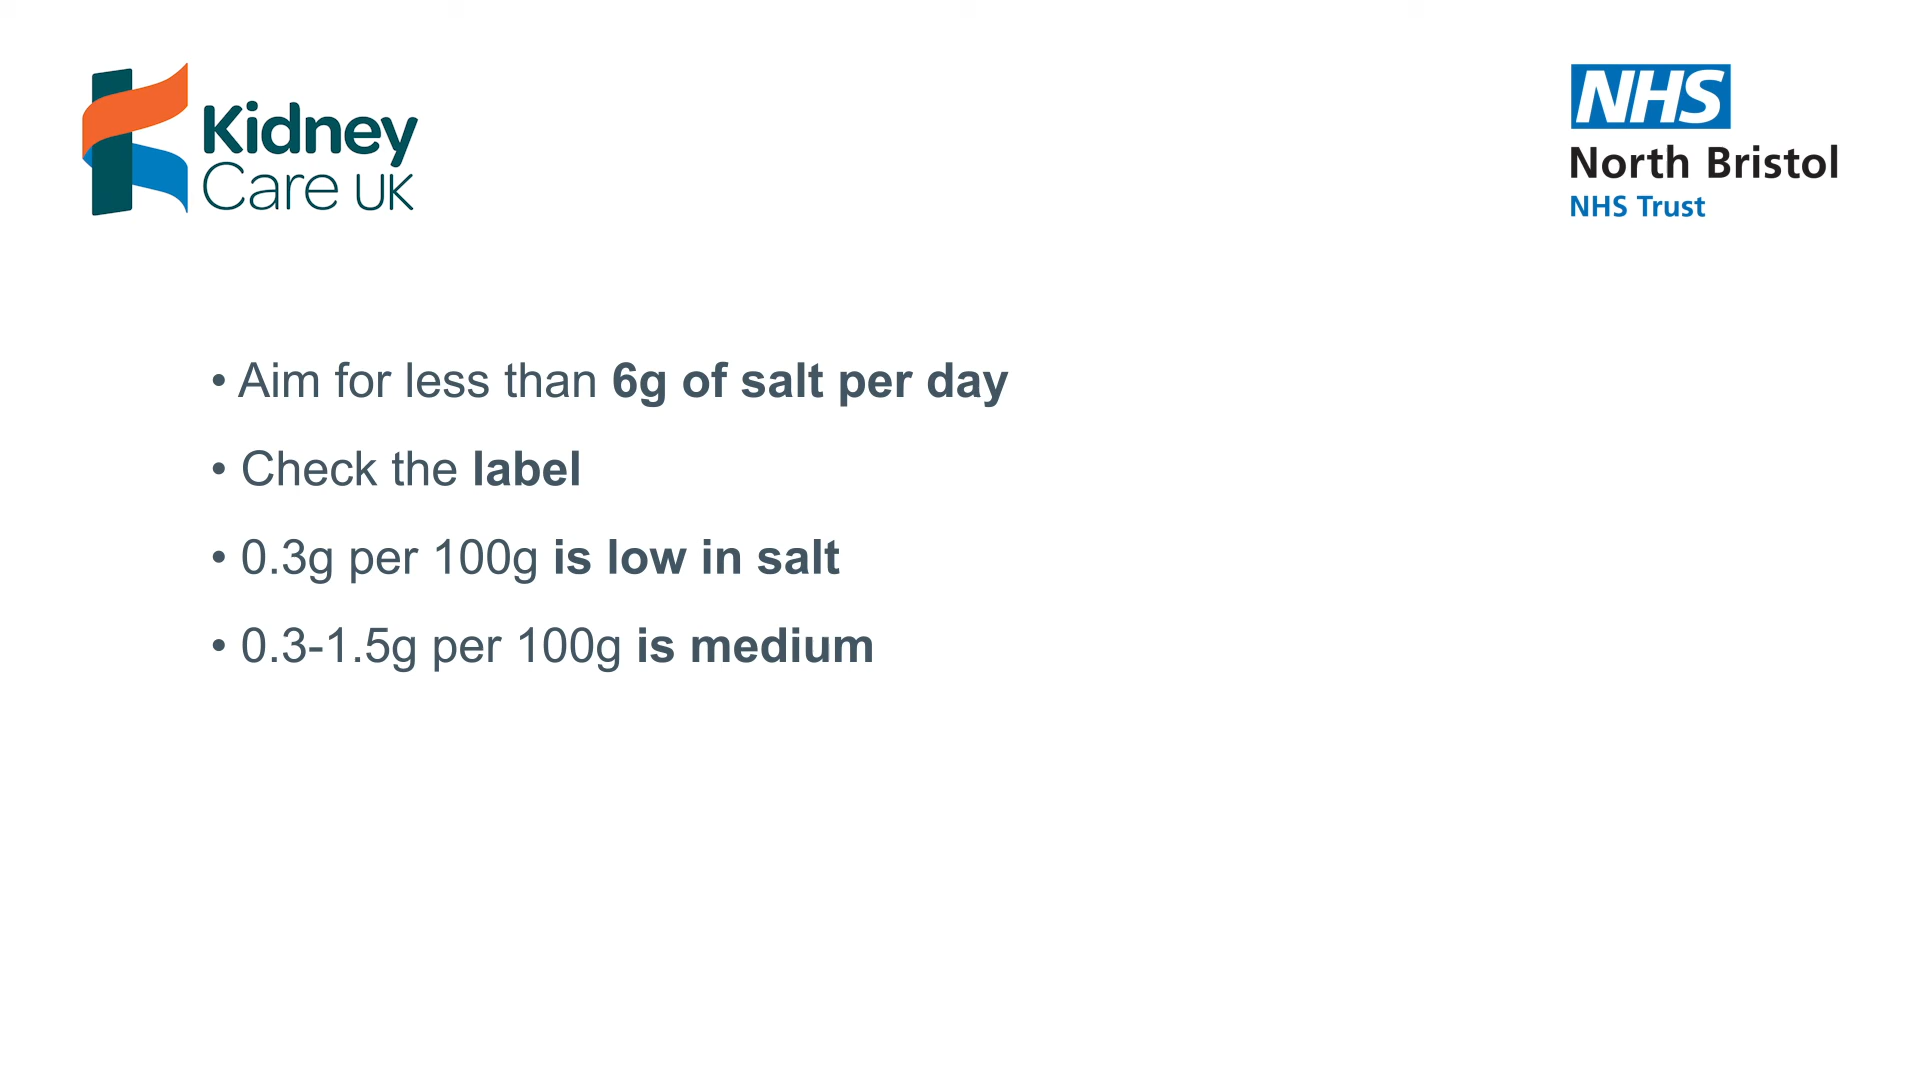 Kidney
Care UK
NHS
North Bristol
NHS Trust
• Aim for less than 6g of salt per day
• Check the label
• 0.3g per 100g is low in salt
• 0.3-1.5g per 100g is medium